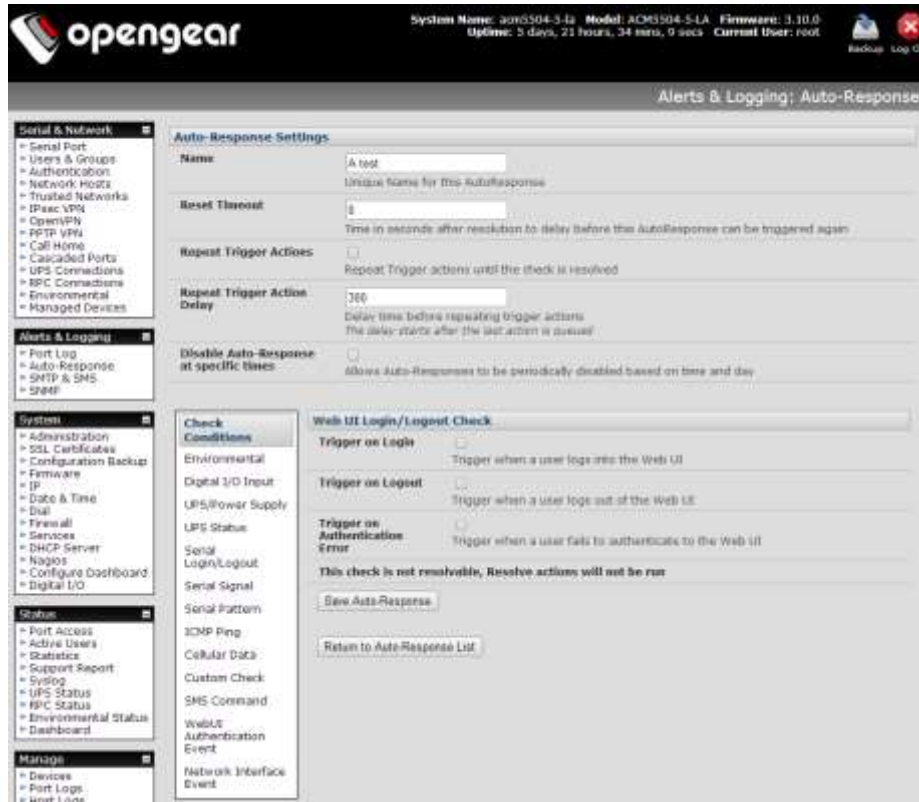 opengear
System Name: acm5504-5-la Model: ACM5504-5-LA Firmware: 3.10.0
Uptime: 5 days, 21 hours, 34 mins, 9 secs Current User: root
Backup Log O
Alerts & Logging: Auto-Response
Serial & Network
Serial Port
Users & Groups
Authentication
Network Hosts
Trusted Networks
IPsec VPN
OpenVPN
PPTP VPN
Call Home
Cascaded Ports
UPS Connections
RPC Connections
Environmental
Managed Devices
Alerts & Logging
Port Log
Auto-Response
SMTP & SMS
SNMP
System
Administration
SSL Certificates
Configuration Backup
Firmware
IP
Date & Time
Dial
Firewall
Services
DHCP Server
Nagios
Configure Dashboard
Digital I/O
Status
Port Access
Active Users
Statistics
Support Report
Syslog
UPS Status
RPC Status
Environmental Status
Dashboard
Manage
Devices
Port Logs
Host Logs
Auto-Response Settings
Name
A test
Unique Name for this AutoResponse
Reset Timeout
Time in seconds after resolution to delay before this AutoResponse can be triggered again
Repeat Trigger Actions
Repeat Trigger actions until the check is resolved
Repeat Trigger Action
Delay
Delay time before repeating trigger actions
The delay starts after the last action is queued
Disable Auto-Response
at specific times
Allows Auto-Responses to be periodically disabled based on time and day
Check
Conditions
Environmental
Digital I/O Input
UPS/Power Supply
UPS Status
Serial
Login/Logout
Serial Signal
Serial Pattern
ICMP Ping
Cellular Data
Custom Check
SMS Command
WebUI
Authentication
Event
Network Interface
Event
Web UI Login/Logout Check
Trigger on Login
Trigger when a user logs into the Web UI
Trigger on Logout
Trigger when a user logs out of the Web UI
Trigger on
Authentication
Error
Trigger when a user fails to authenticate to the Web UI
This check is not resolvable, Resolve actions will not be run
Save Auto-Response
Return to Auto-Response List